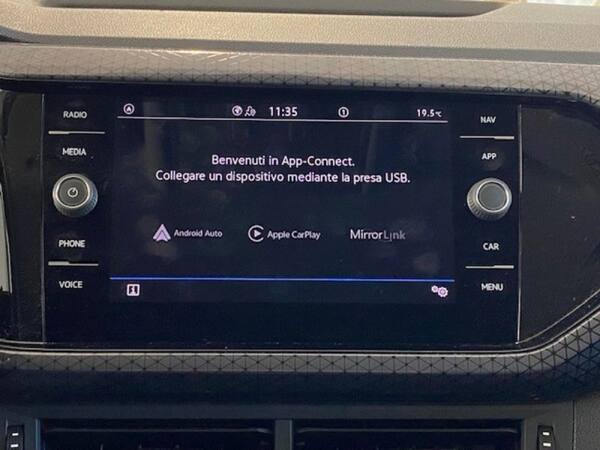 RADIO
MEDIA
PHONE
VOICE
11:35
19.5°C
Benvenuti in App-Connect.
Collegare un dispositivo mediante la presa USB.
Android Auto
Apple CarPlay
MirrorLink
NAV
APP
CAR
MENU